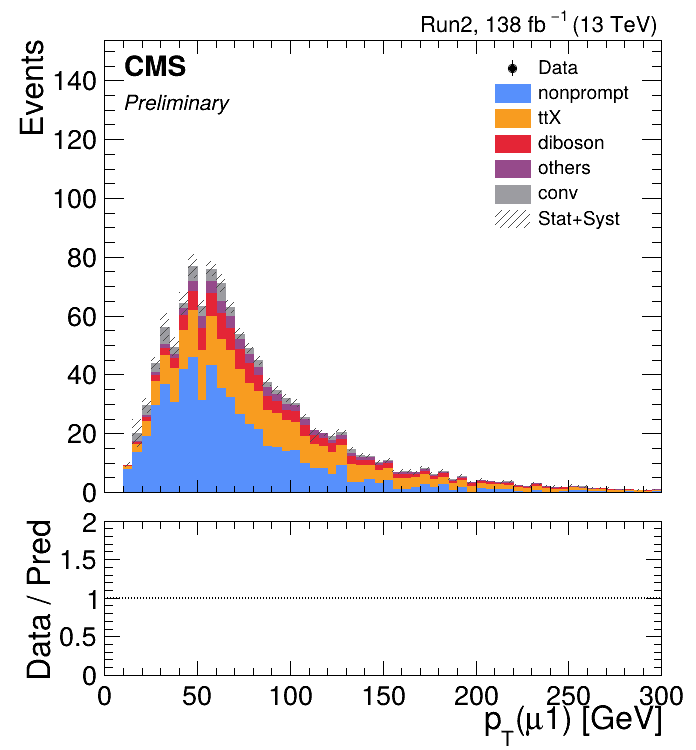 Run2, 138 fb⁻¹ (13 TeV)
CMS
Preliminary
Events
Data
nonprompt
ttX
diboson
others
conv
Stat+Syst
140
120
100
80
60
40
20
0
Data / Pred
2
1.5
1
0.5
0
0 50 100 150 200 250 300
p_T(μ1) [GeV]